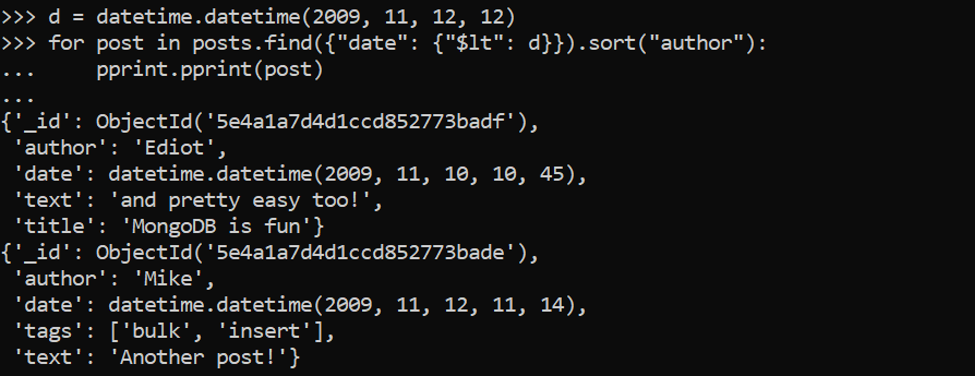 >>> d = datetime.datetime(2009, 11, 12, 12)
>>> for post in posts.find({"date": {"$lt": d}}).sort("author"):
...     pprint.pprint(post)
...
{'_id': ObjectId('5e4a1a7d4d1ccd852773badf'),
 'author': 'Ediot',
 'date': datetime.datetime(2009, 11, 10, 10, 45),
 'text': 'and pretty easy too!',
 'title': 'MongoDB is fun'}
{'_id': ObjectId('5e4a1a7d4d1ccd852773bade'),
 'author': 'Mike',
 'date': datetime.datetime(2009, 11, 12, 11, 14),
 'tags': ['bulk', 'insert'],
 'text': 'Another post!'}